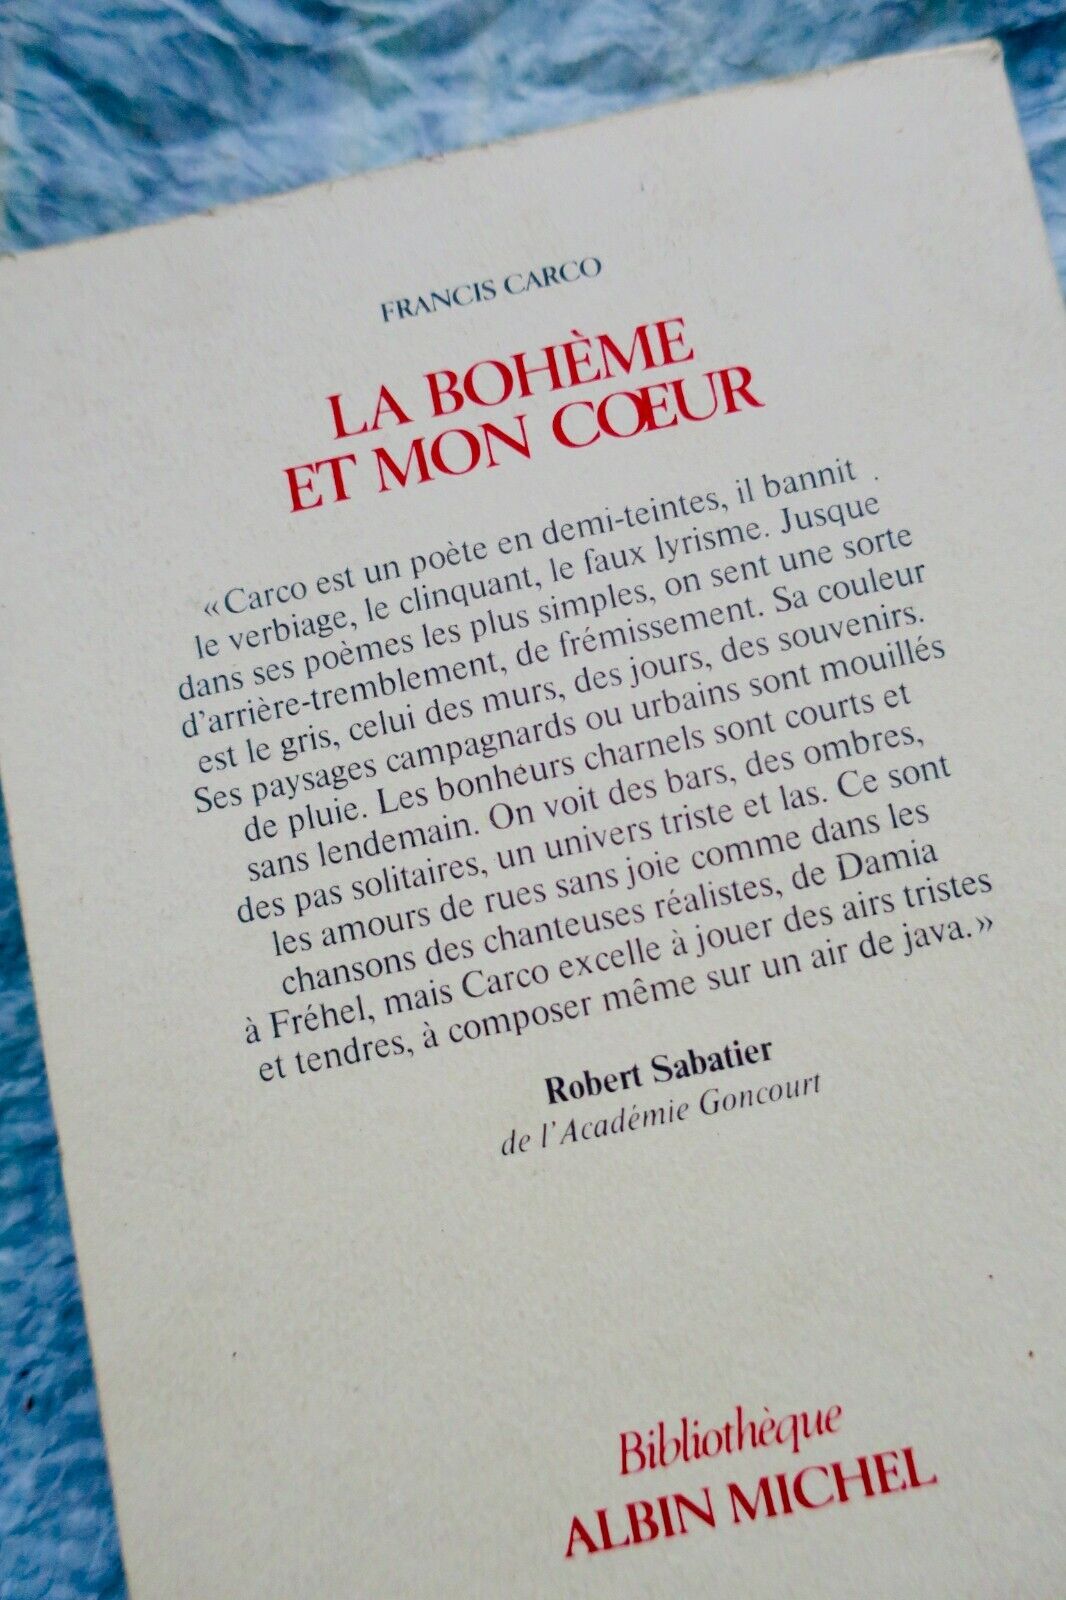 FRANCIS CARCO
LA BOHÈME
ET MON CŒUR
«Carco est un poète en demi-teintes, il bannit
le verbiage, le clinquant, le faux lyrisme. Jusque
dans ses poèmes les plus simples, on sent une sorte
d'arrière-tremblement, de frémissement. Sa couleur
est le gris, celui des murs, des jours, des souvenirs.
Ses paysages campagnards ou urbains sont mouillés
de pluie. Les bonheurs charnels sont courts et
sans lendemain. On voit des bars, des ombres,
des pas solitaires, un univers triste et las. Ce sont
les amours de rues sans joie comme dans les
chansons des chanteuses réalistes, de Damia
à Fréhel, mais Carco excelle à jouer des airs tristes
et tendres, à composer même sur un air de java.»
Robert Sabatier
de l'Académie Goncourt
Bibliothèque
ALBIN MICHEL